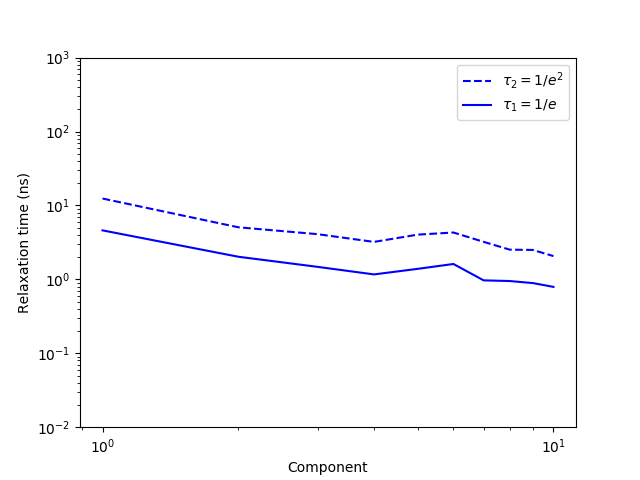 10³
10²
10¹
10⁰
10⁻¹
10⁻²
Relaxation time (ns)
τ₂ = 1/e²
τ₁ = 1/e
10⁰
10¹
Component